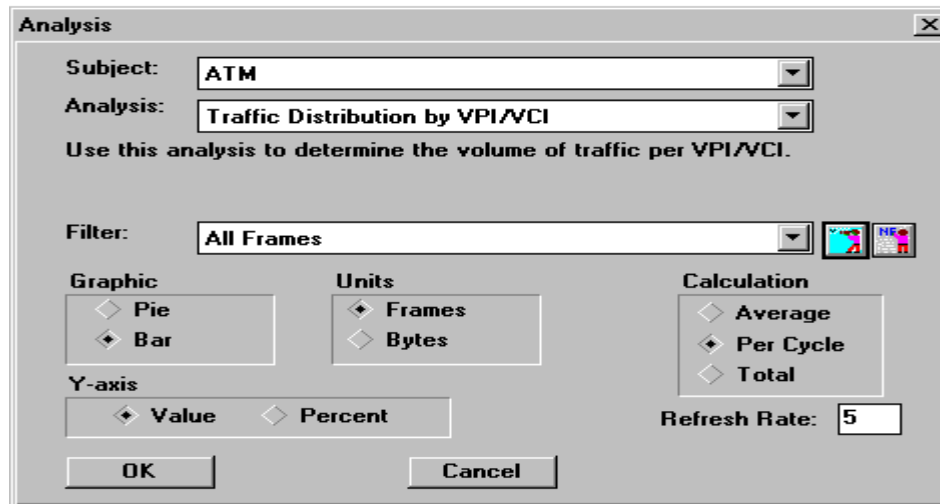 Analysis
Subject: ATM
Analysis: Traffic Distribution by VPI/VCI
Use this analysis to determine the volume of traffic per VPI/VCI.
Filter: All Frames
NE
Graphic
Pie
Bar
Units
Frames
Bytes
Calculation
Average
Per Cycle
Total
Y-axis
Value Percent
Refresh Rate: 5
OK Cancel